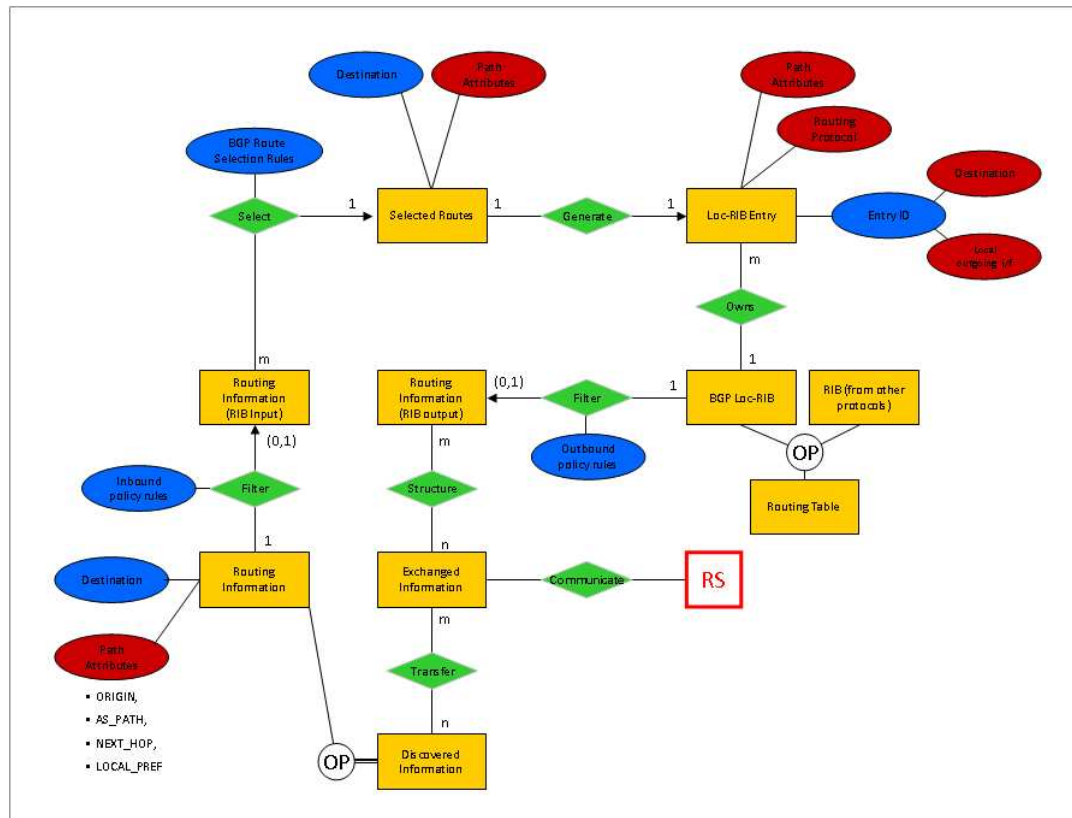 Destination
Path
Attributes
Path
Attributes
Routing
Protocol
BGP Route
Selection Rules
Destination
Select
1
Selected Routes
1
Generate
1
Loc-RIB Entry
Entry ID
Local
outgoing I/f
m
Owns
m
1
Routing
Information
(RIB Input)
Routing
Information
(RIB output)
(0,1)
Filter
1
BGP Loc-RIB
RIB (from other
protocols)
(0,1)
m
Outbound
policy rules
OP
Inbound
policy rules
Filter
Structure
Routing Table
1
n
Destination
Routing
Information
Exchanged
Information
Communicate
RS
m
Path
Attributes
Transfer
• ORIGIN,
• AS_PATH,
n
• NEXT_HOP,
OP
Discovered
Information
• LOCAL_PREF